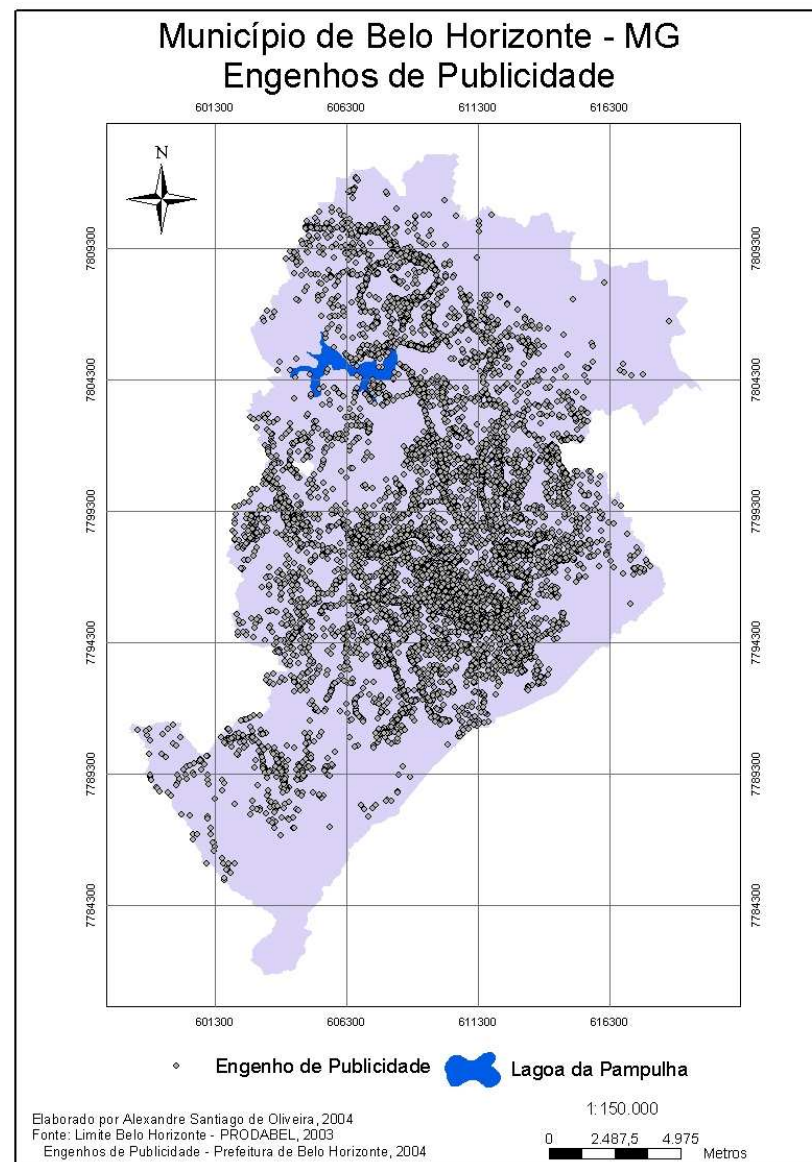 Município de Belo Horizonte - MG
Engenhos de Publicidade
601300 606300 611300 616300
N
7809300 7809300
7804300 7804300
7799300 7799300
7794300 7794300
7789300 7789300
7784300 7784300
601300 606300 611300 616300
Engenho de Publicidade Lagoa da Pampulha
Elaborado por Alexandre Santiago de Oliveira, 2004
Fonte: Limite Belo Horizonte - PRODABEL, 2003
Engenhos de Publicidade - Prefeitura de Belo Horizonte, 2004
1:150.000
0 2.487,5 4.975
Metros